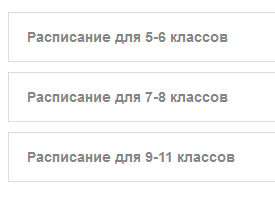 Расписание для 5-6 классов
Расписание для 7-8 классов
Расписание для 9-11 классов